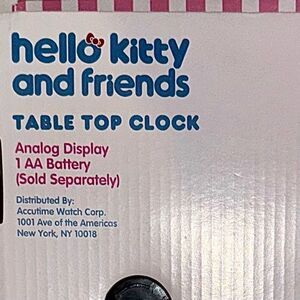 hello kitty
and friends
TABLE TOP CLOCK
Analog Display
1 AA Battery
(Sold Separately)
Distributed By:
Accutime Watch Corp.
1001 Ave of the Americas
New York, NY 10018